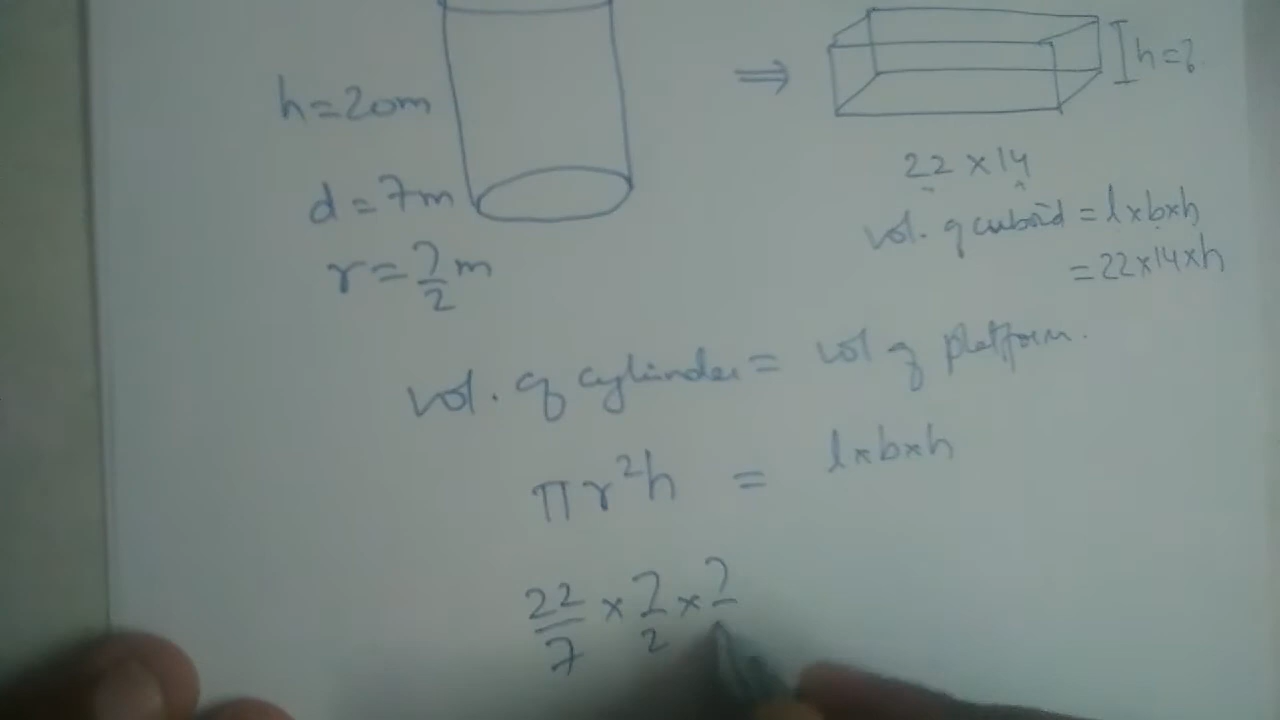 h=20m
d=7m
r=7/2 m
⇒
h=?
22×14
vol. of cuboid = l×b×h
=22×14×h
vol. of cylinder = vol of platform.
πr²h = l×b×h
22/7 × 7/2 × 7